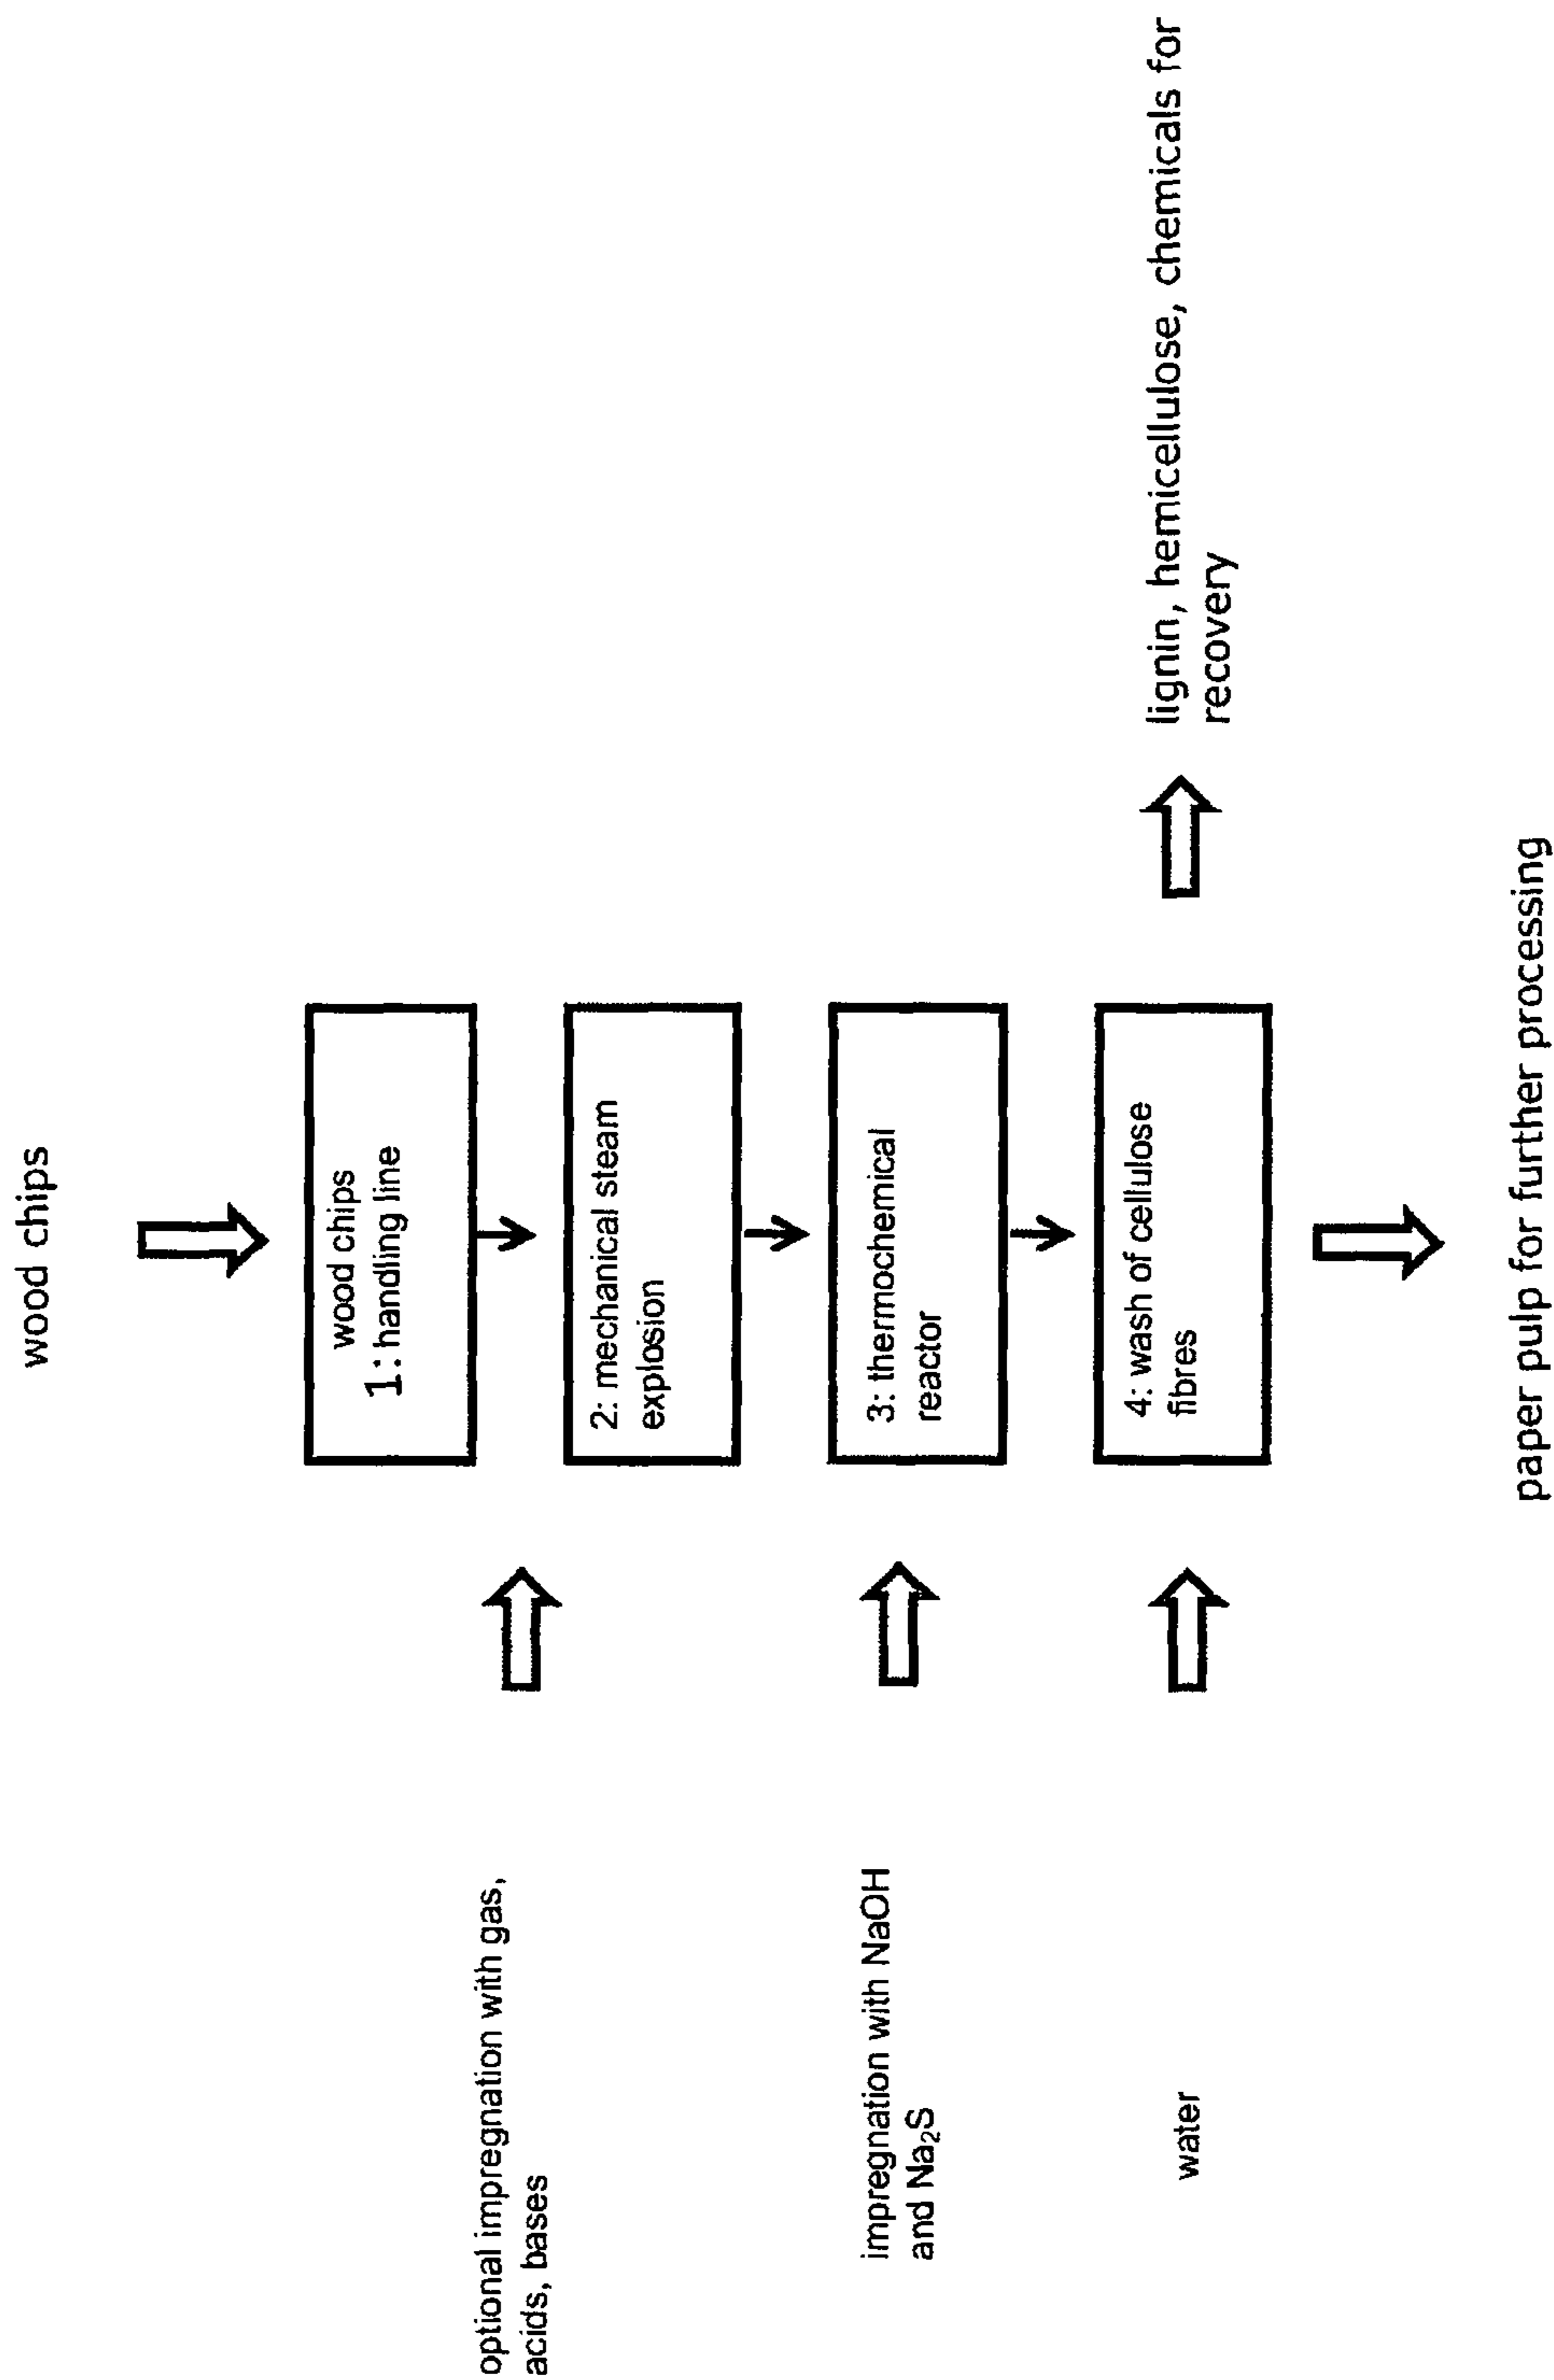 wood chips
wood chips
1: handling line
optional impregnation with gas,
acids, bases
2: mechanical steam
explosion
impregnation with NaOH
and Na₂S
3: thermochemical
reactor
water
4: wash of cellulose
fibres
lignin, hemicellulose, chemicals for
recovery
paper pulp for further processing